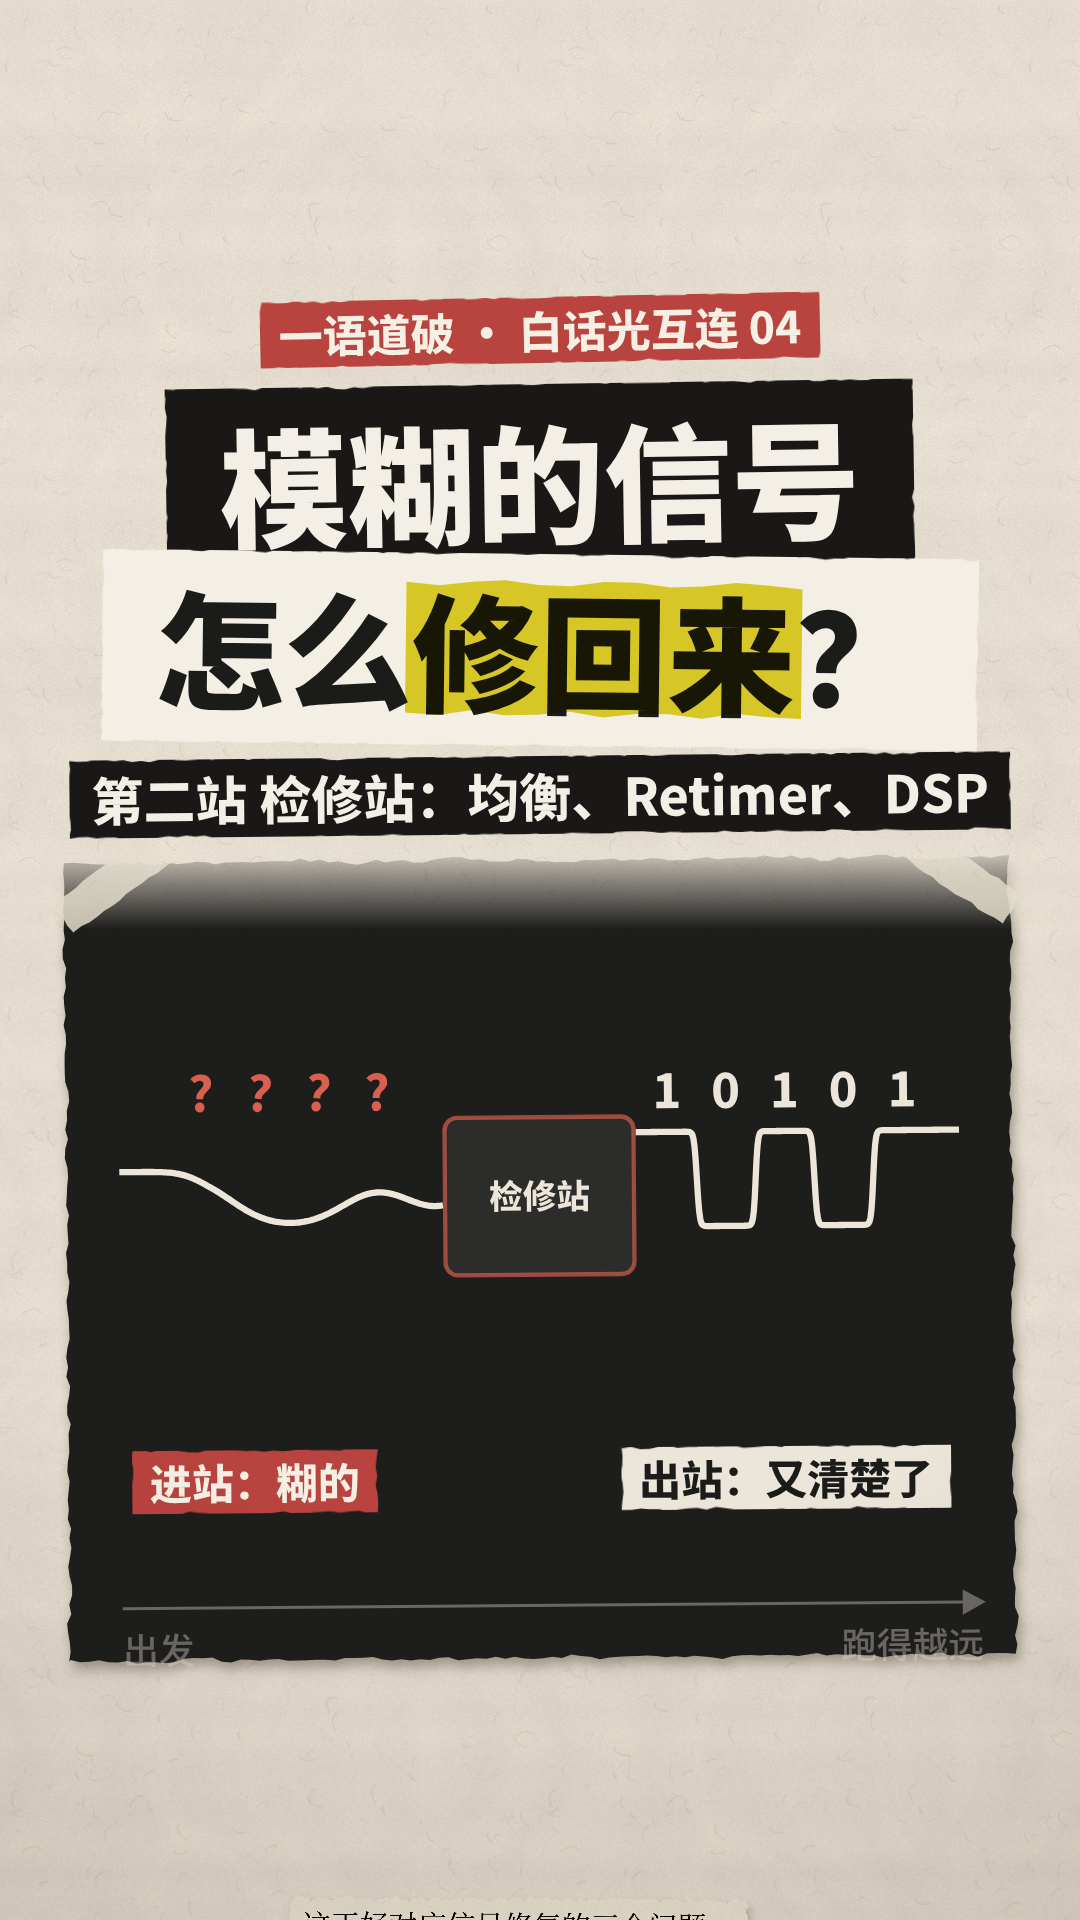 一语道破 · 白话光互连 04
模糊的信号
怎么修回来？
第二站 检修站：均衡、Retimer、DSP
? ? ? ?
1 0 1 0 1
检修站
进站：糊的
出站：又清楚了
出发
跑得越远